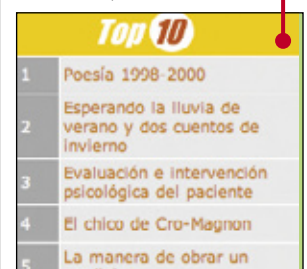 Top 10
1 Poesía 1998-2000
Esperando la lluvia de
2 verano y dos cuentos de
invierno
3 Evaluación e intervención
psicológica del paciente
4 El chico de Cro-Magnon
5 La manera de obrar un